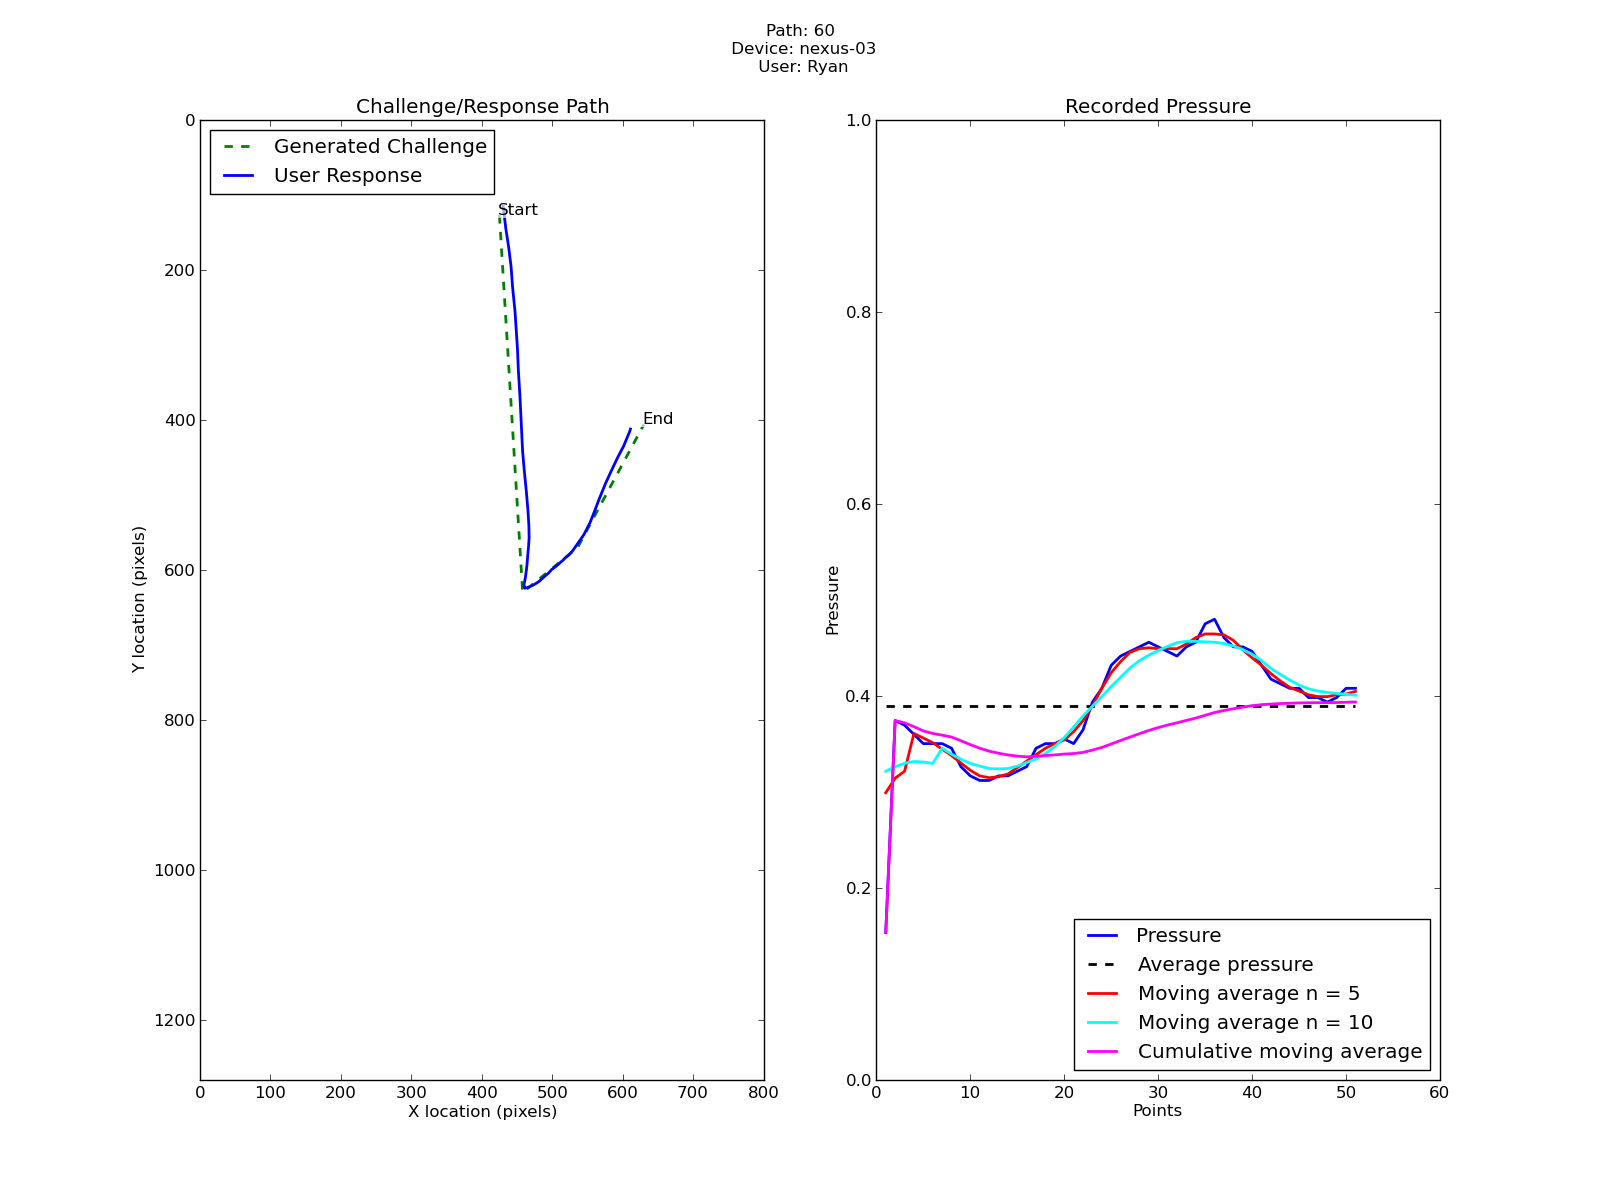 Path: 60
Device: nexus-03
User: Ryan
Challenge/Response Path
Generated Challenge
User Response
Start
End
0
200
400
600
800
1000
1200
Y location (pixels)
0 100 200 300 400 500 600 700 800
X location (pixels)
Recorded Pressure
1.0
0.8
0.6
0.4
0.2
0.0
Pressure
Pressure
Average pressure
Moving average n = 5
Moving average n = 10
Cumulative moving average
0 10 20 30 40 50 60
Points